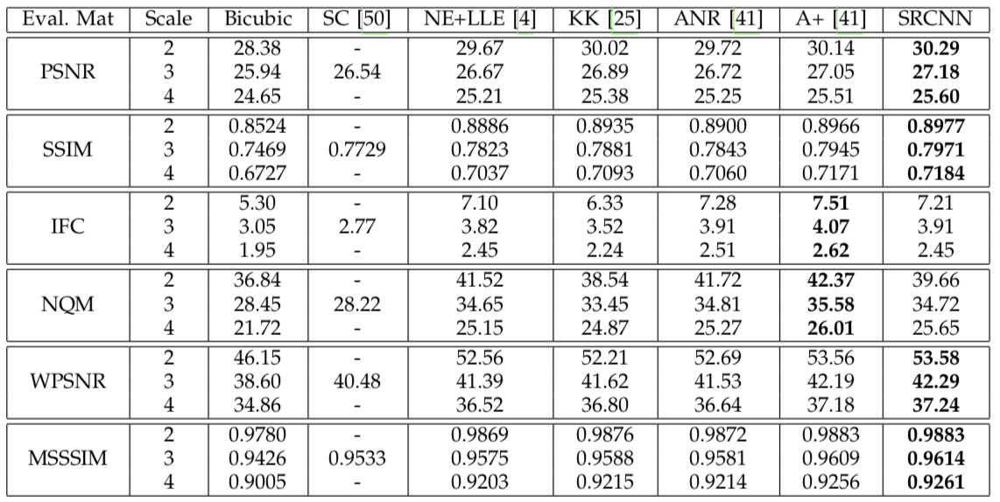 Eval. Mat Scale Bicubic SC [50] NE+LLE [4] KK [25] ANR [41] A+ [41] SRCNN
2 28.38 - 29.67 30.02 29.72 30.14 30.29
PSNR 3 25.94 26.54 26.67 26.89 26.72 27.05 27.18
4 24.65 - 25.21 25.38 25.25 25.51 25.60
2 0.8524 - 0.8886 0.8935 0.8900 0.8966 0.8977
SSIM 3 0.7469 0.7729 0.7823 0.7881 0.7843 0.7945 0.7971
4 0.6727 - 0.7037 0.7093 0.7060 0.7171 0.7184
2 5.30 - 7.10 6.33 7.28 7.51 7.21
IFC 3 3.05 2.77 3.82 3.52 3.91 4.07 3.91
4 1.95 - 2.45 2.24 2.51 2.62 2.45
2 36.84 - 41.52 38.54 41.72 42.37 39.66
NQM 3 28.45 28.22 34.65 33.45 34.81 35.58 34.72
4 21.72 - 25.15 24.87 25.27 26.01 25.65
2 46.15 - 52.56 52.21 52.69 53.56 53.58
WPSNR 3 38.60 40.48 41.39 41.62 41.53 42.19 42.29
4 34.86 - 36.52 36.80 36.64 37.18 37.24
2 0.9780 - 0.9869 0.9876 0.9872 0.9883 0.9883
MSSSIM 3 0.9426 0.9533 0.9575 0.9588 0.9581 0.9609 0.9614
4 0.9005 - 0.9203 0.9215 0.9214 0.9256 0.9261